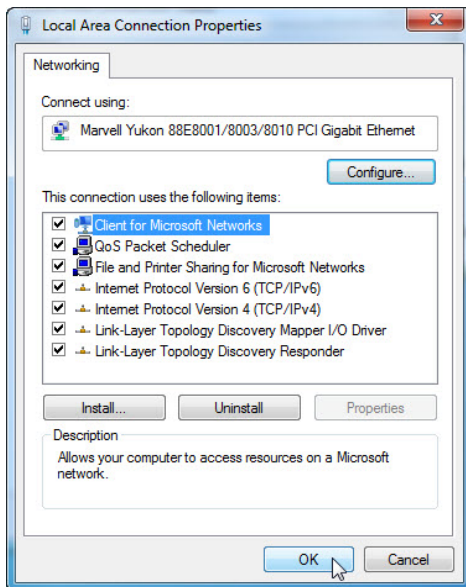 Local Area Connection Properties
Networking
Connect using:
Marvell Yukon 88E8001/8003/8010 PCI Gigabit Ethernet
Configure...
This connection uses the following items:
Client for Microsoft Networks
QoS Packet Scheduler
File and Printer Sharing for Microsoft Networks
Internet Protocol Version 6 (TCP/IPv6)
Internet Protocol Version 4 (TCP/IPv4)
Link-Layer Topology Discovery Mapper I/O Driver
Link-Layer Topology Discovery Responder
Install... Uninstall Properties
Description
Allows your computer to access resources on a Microsoft
network.
OK Cancel